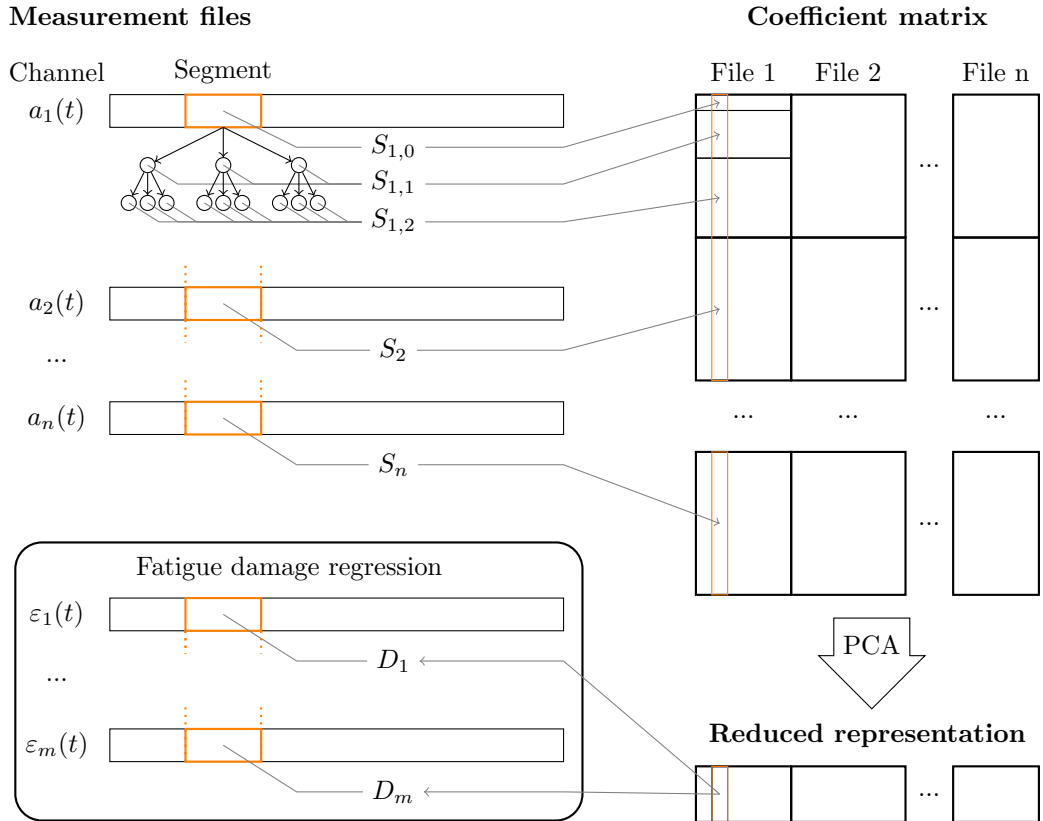 Measurement files
Coefficient matrix
Channel
Segment
File 1
File 2
File n
a₁(t)
S₁,₀
S₁,₁
S₁,₂
...
a₂(t)
S₂
...
...
aₙ(t)
Sₙ
...
...
...
...
Fatigue damage regression
ε₁(t)
D₁
...
PCA
Reduced representation
εₘ(t)
Dₘ
...